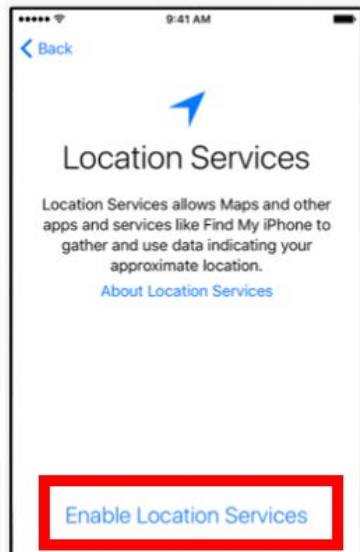 9:41 AM
Back
Location Services
Location Services allows Maps and other
apps and services like Find My iPhone to
gather and use data indicating your
approximate location.
About Location Services
Enable Location Services